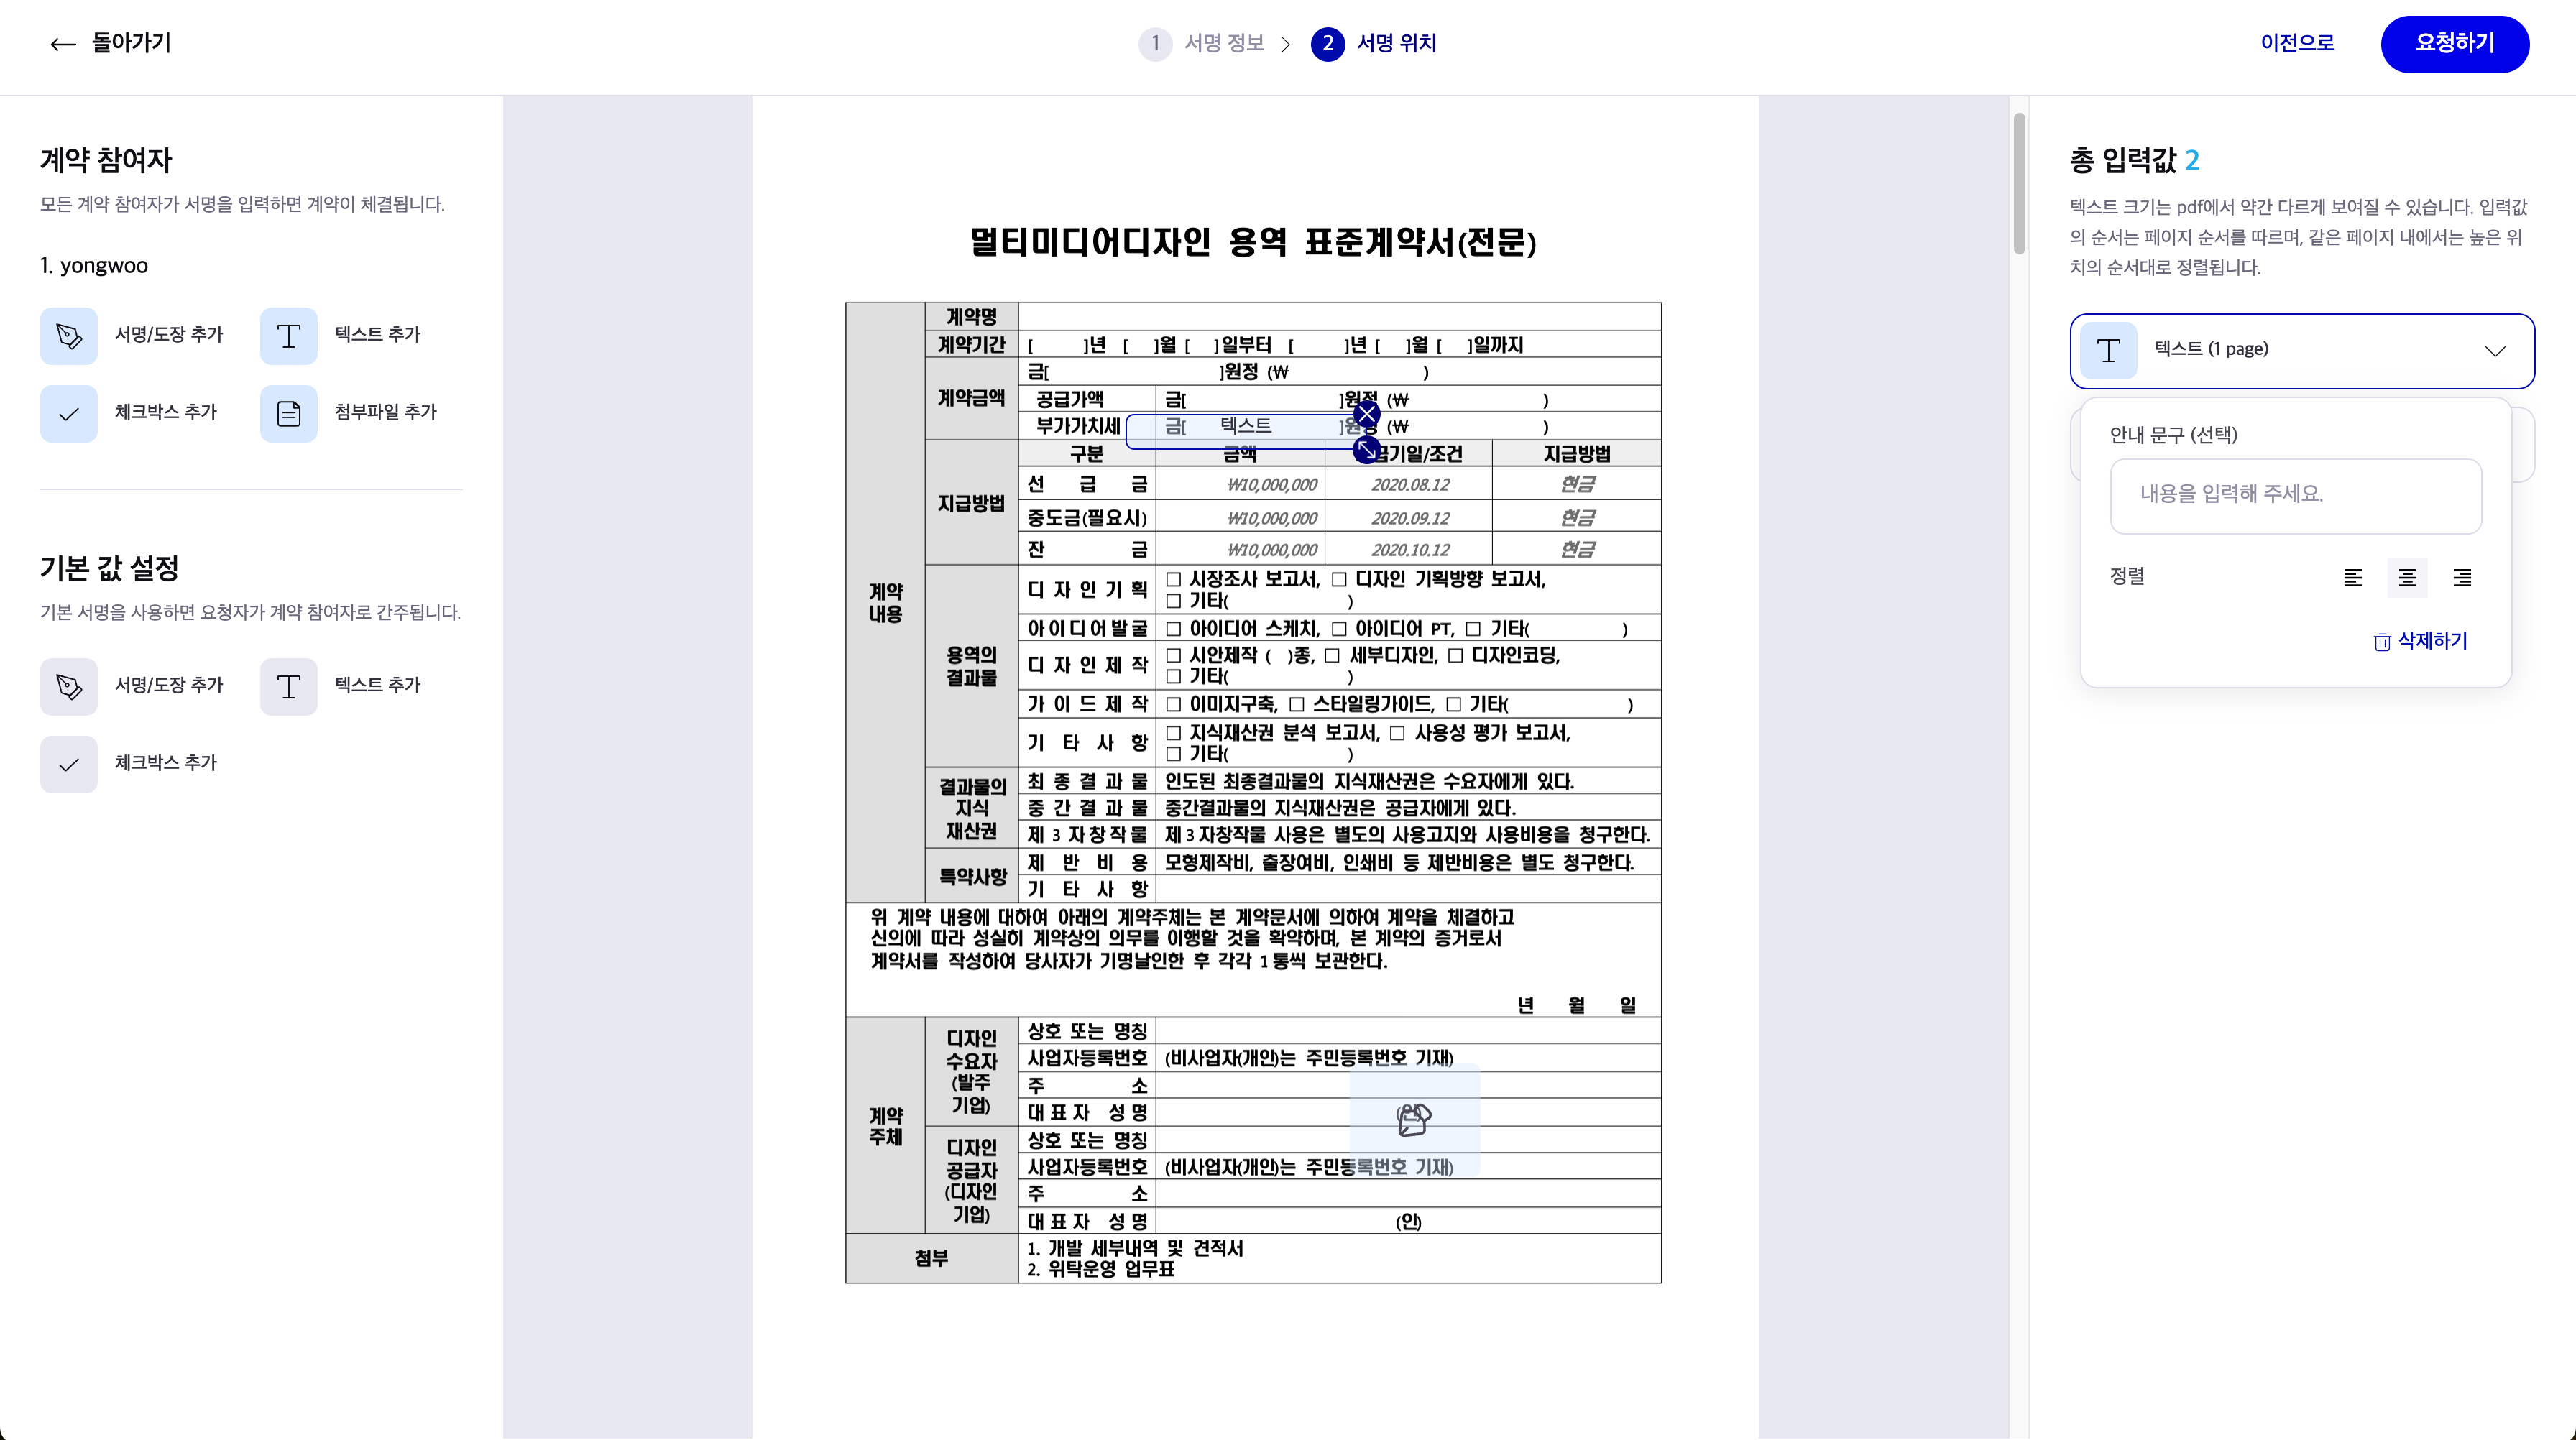 돌아가기
1 서명 정보 > 2 서명 위치
이전으로
요청하기
계약 참여자
모든 계약 참여자가 서명을 입력하면 계약이 체결됩니다.
1. yongwoo
서명/도장 추가
텍스트 추가
체크박스 추가
첨부파일 추가
기본 값 설정
기본 서명을 사용하면 요청자가 계약 참여자로 간주됩니다.
서명/도장 추가
텍스트 추가
체크박스 추가
멀티미디어디자인 용역 표준계약서(전문)
계약
내용
계약명
계약기간
[ ]년 [ ]월 [ ]일부터 [ ]년 [ ]월 [ ]일까지
계약금액
금[ ]원정 (₩ )
공급가액 금[ ]원정 (₩ )
부가가치세 금[ 텍스트 ]원정 (₩ )
지급방법
구분 금액 급기일/조건 지급방법
선 급 금 ₩10,000,000 2020.08.12 현금
중도금(필요시) ₩10,000,000 2020.09.12 현금
잔 금 ₩10,000,000 2020.10.12 현금
용역의
결과물
디 자 인 기 획
□ 시장조사 보고서, □ 디자인 기획방향 보고서,
□ 기타( )
아이디어발굴 □ 아이디어 스케치, □ 아이디어 PT, □ 기타( )
디 자 인 제 작
□ 시안제작 ( )종, □ 세부디자인, □ 디자인코딩,
□ 기타( )
가 이 드 제 작 □ 이미지구축, □ 스타일링가이드, □ 기타( )
기 타 사 항
□ 지식재산권 분석 보고서, □ 사용성 평가 보고서,
□ 기타( )
결과물의
지식
재산권
최 종 결 과 물 인도된 최종결과물의 지식재산권은 수요자에게 있다.
중 간 결 과 물 중간결과물의 지식재산권은 공급자에게 있다.
제 3 자창작물 제3자창작물 사용은 별도의 사용고지와 사용비용을 청구한다.
특약사항
제 반 비 용 모형제작비, 출장여비, 인쇄비 등 제반비용은 별도 청구한다.
기 타 사 항
위 계약 내용에 대하여 아래의 계약주체는 본 계약문서에 의하여 계약을 체결하고
신의에 따라 성실히 계약상의 의무를 이행할 것을 확약하며, 본 계약의 증거로서
계약서를 작성하여 당사자가 기명날인한 후 각각 1통씩 보관한다.
년 월 일
계약
주체
디자인
수요자
(발주
기업)
상호 또는 명칭
사업자등록번호 (비사업자(개인)는 주민등록번호 기재)
주 소
대표자 성명
디자인
공급자
(디자인
기업)
상호 또는 명칭
사업자등록번호 (비사업자(개인)는 주민등록번호 기재)
주 소
대표자 성명 (인)
첨부
1. 개발 세부내역 및 견적서
2. 위탁운영 업무표
총 입력값 2
텍스트 크기는 pdf에서 약간 다르게 보여질 수 있습니다. 입력값
의 순서는 페이지 순서를 따르며, 같은 페이지 내에서는 높은 위
치의 순서대로 정렬됩니다.
텍스트 (1 page)
안내 문구 (선택)
내용을 입력해 주세요.
정렬
삭제하기